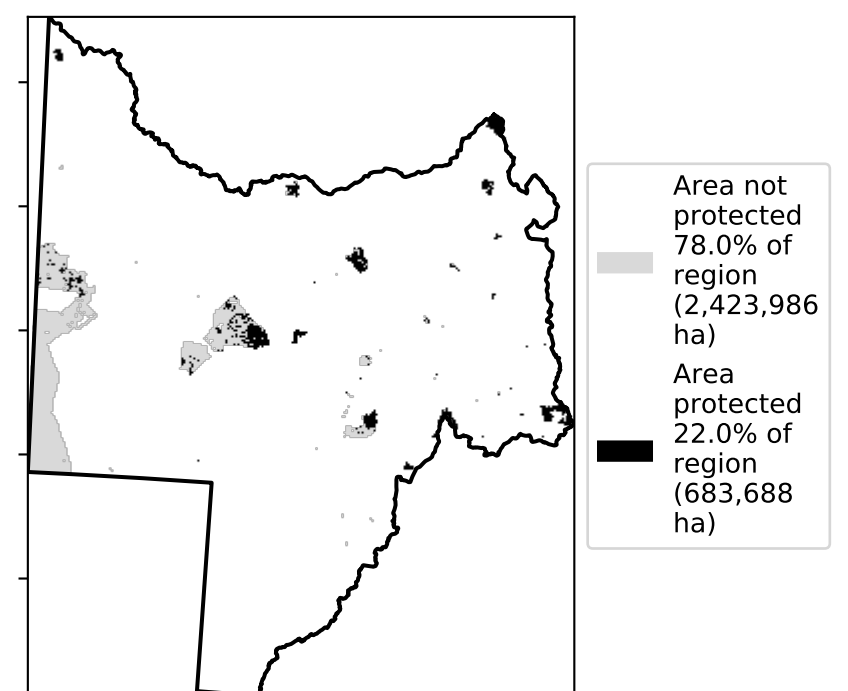 Area not
protected
78.0% of
region
(2,423,986
ha)
Area
protected
22.0% of
region
(683,688
ha)